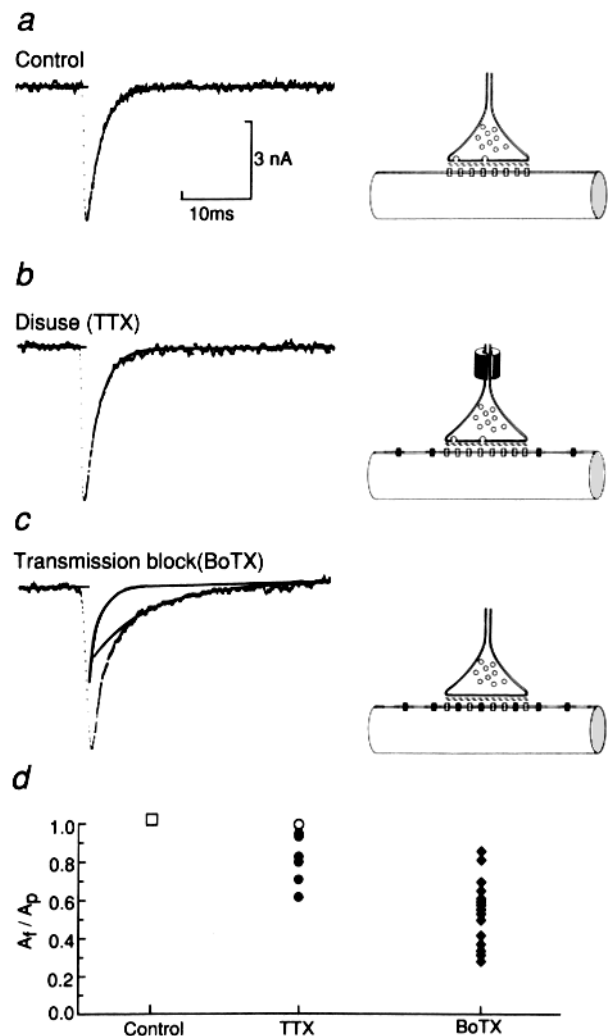 a
Control
3 nA
10ms
b
Disuse (TTX)
c
Transmission block(BoTX)
d
1.0
0.8
0.6
0.4
0.2
0.0
Af / Ap
Control TTX BoTX